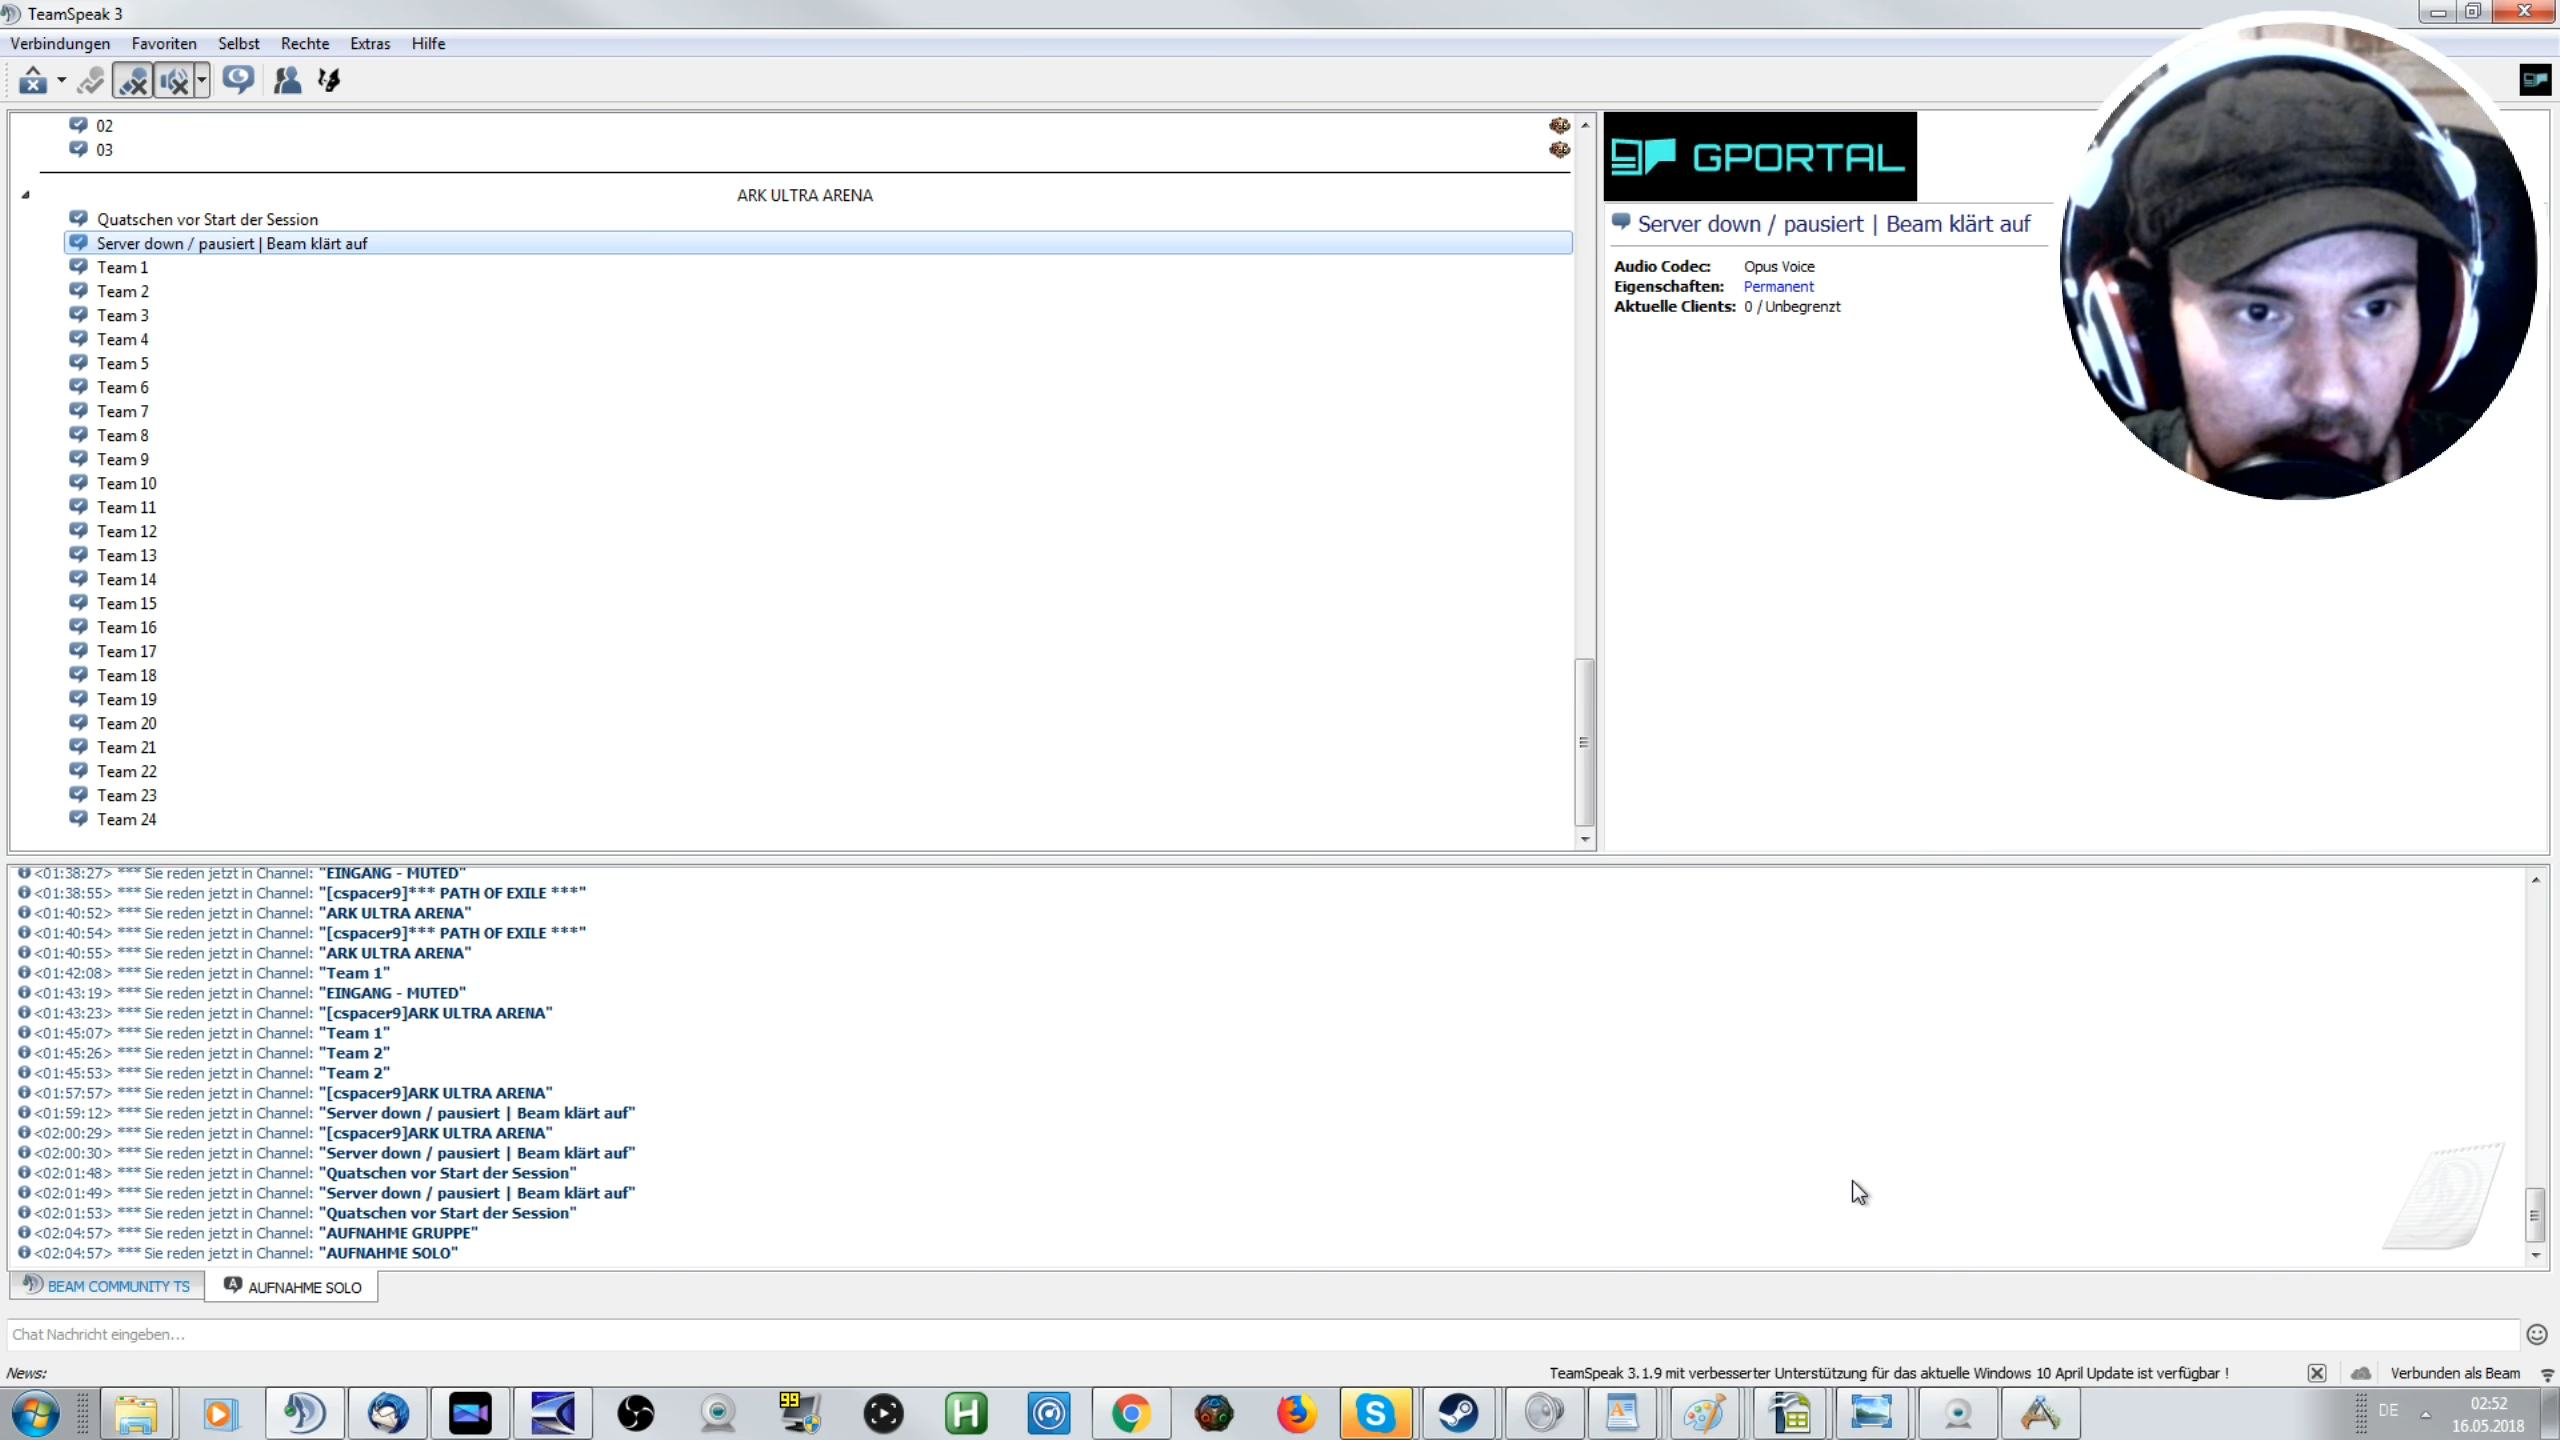 TeamSpeak 3
Verbindungen Favoriten Selbst Rechte Extras Hilfe
02
03
ARK ULTRA ARENA
Quatschen vor Start der Session
Server down / pausiert | Beam klärt auf
Team 1
Team 2
Team 3
Team 4
Team 5
Team 6
Team 7
Team 8
Team 9
Team 10
Team 11
Team 12
Team 13
Team 14
Team 15
Team 16
Team 17
Team 18
Team 19
Team 20
Team 21
Team 22
Team 23
Team 24
GPORTAL
Server down / pausiert | Beam klärt auf
Audio Codec: Opus Voice
Eigenschaften: Permanent
Aktuelle Clients: 0 / Unbegrenzt
<01:38:27> *** Sie reden jetzt in Channel: "EINGANG - MUTED"
<01:38:55> *** Sie reden jetzt in Channel: "[cspacer9]*** PATH OF EXILE ***"
<01:40:52> *** Sie reden jetzt in Channel: "ARK ULTRA ARENA"
<01:40:54> *** Sie reden jetzt in Channel: "[cspacer9]*** PATH OF EXILE ***"
<01:40:55> *** Sie reden jetzt in Channel: "ARK ULTRA ARENA"
<01:42:08> *** Sie reden jetzt in Channel: "Team 1"
<01:43:19> *** Sie reden jetzt in Channel: "EINGANG - MUTED"
<01:43:23> *** Sie reden jetzt in Channel: "[cspacer9]ARK ULTRA ARENA"
<01:45:07> *** Sie reden jetzt in Channel: "Team 1"
<01:45:26> *** Sie reden jetzt in Channel: "Team 2"
<01:45:53> *** Sie reden jetzt in Channel: "Team 2"
<01:57:57> *** Sie reden jetzt in Channel: "[cspacer9]ARK ULTRA ARENA"
<01:59:12> *** Sie reden jetzt in Channel: "Server down / pausiert | Beam klärt auf"
<02:00:29> *** Sie reden jetzt in Channel: "[cspacer9]ARK ULTRA ARENA"
<02:00:30> *** Sie reden jetzt in Channel: "Server down / pausiert | Beam klärt auf"
<02:01:48> *** Sie reden jetzt in Channel: "Quatschen vor Start der Session"
<02:01:49> *** Sie reden jetzt in Channel: "Server down / pausiert | Beam klärt auf"
<02:01:53> *** Sie reden jetzt in Channel: "Quatschen vor Start der Session"
<02:04:57> *** Sie reden jetzt in Channel: "AUFNAHME GRUPPE"
<02:04:57> *** Sie reden jetzt in Channel: "AUFNAHME SOLO"
BEAM COMMUNITY TS AUFNAHME SOLO
Chat Nachricht eingeben...
News: TeamSpeak 3.1.9 mit verbesserter Unterstützung für das aktuelle Windows 10 April Update ist verfügbar ! Verbunden als Beam
99
DE 02:52
16.05.2018